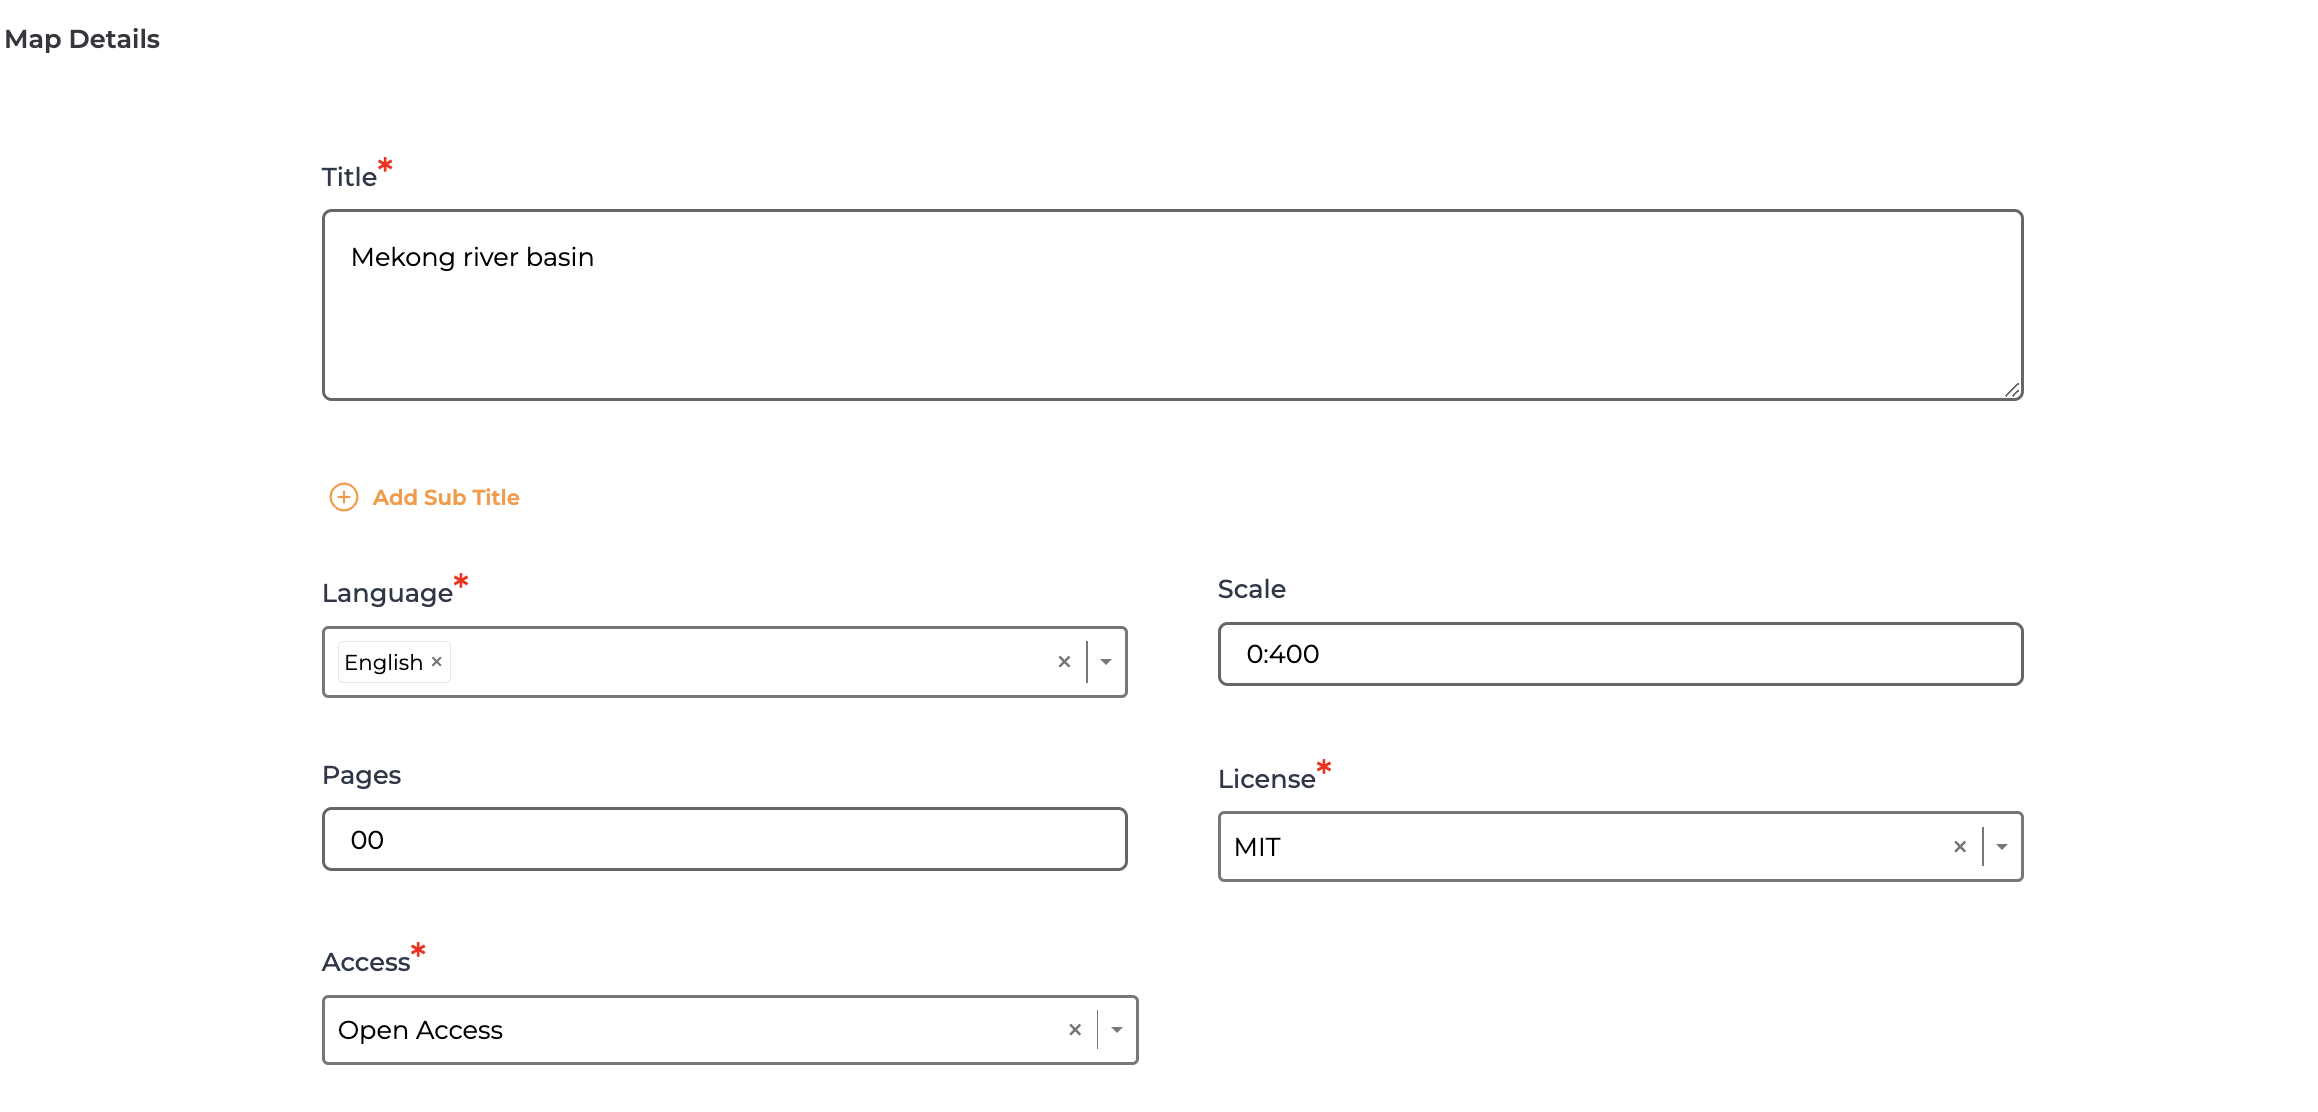 Map Details
Title*
Mekong river basin
Add Sub Title
Language*
English ×
Scale
0:400
Pages
00
License*
MIT
Access*
Open Access